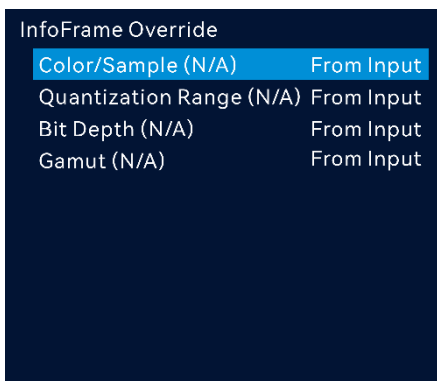 InfoFrame Override
Color/Sample (N/A) From Input
Quantization Range (N/A) From Input
Bit Depth (N/A) From Input
Gamut (N/A) From Input